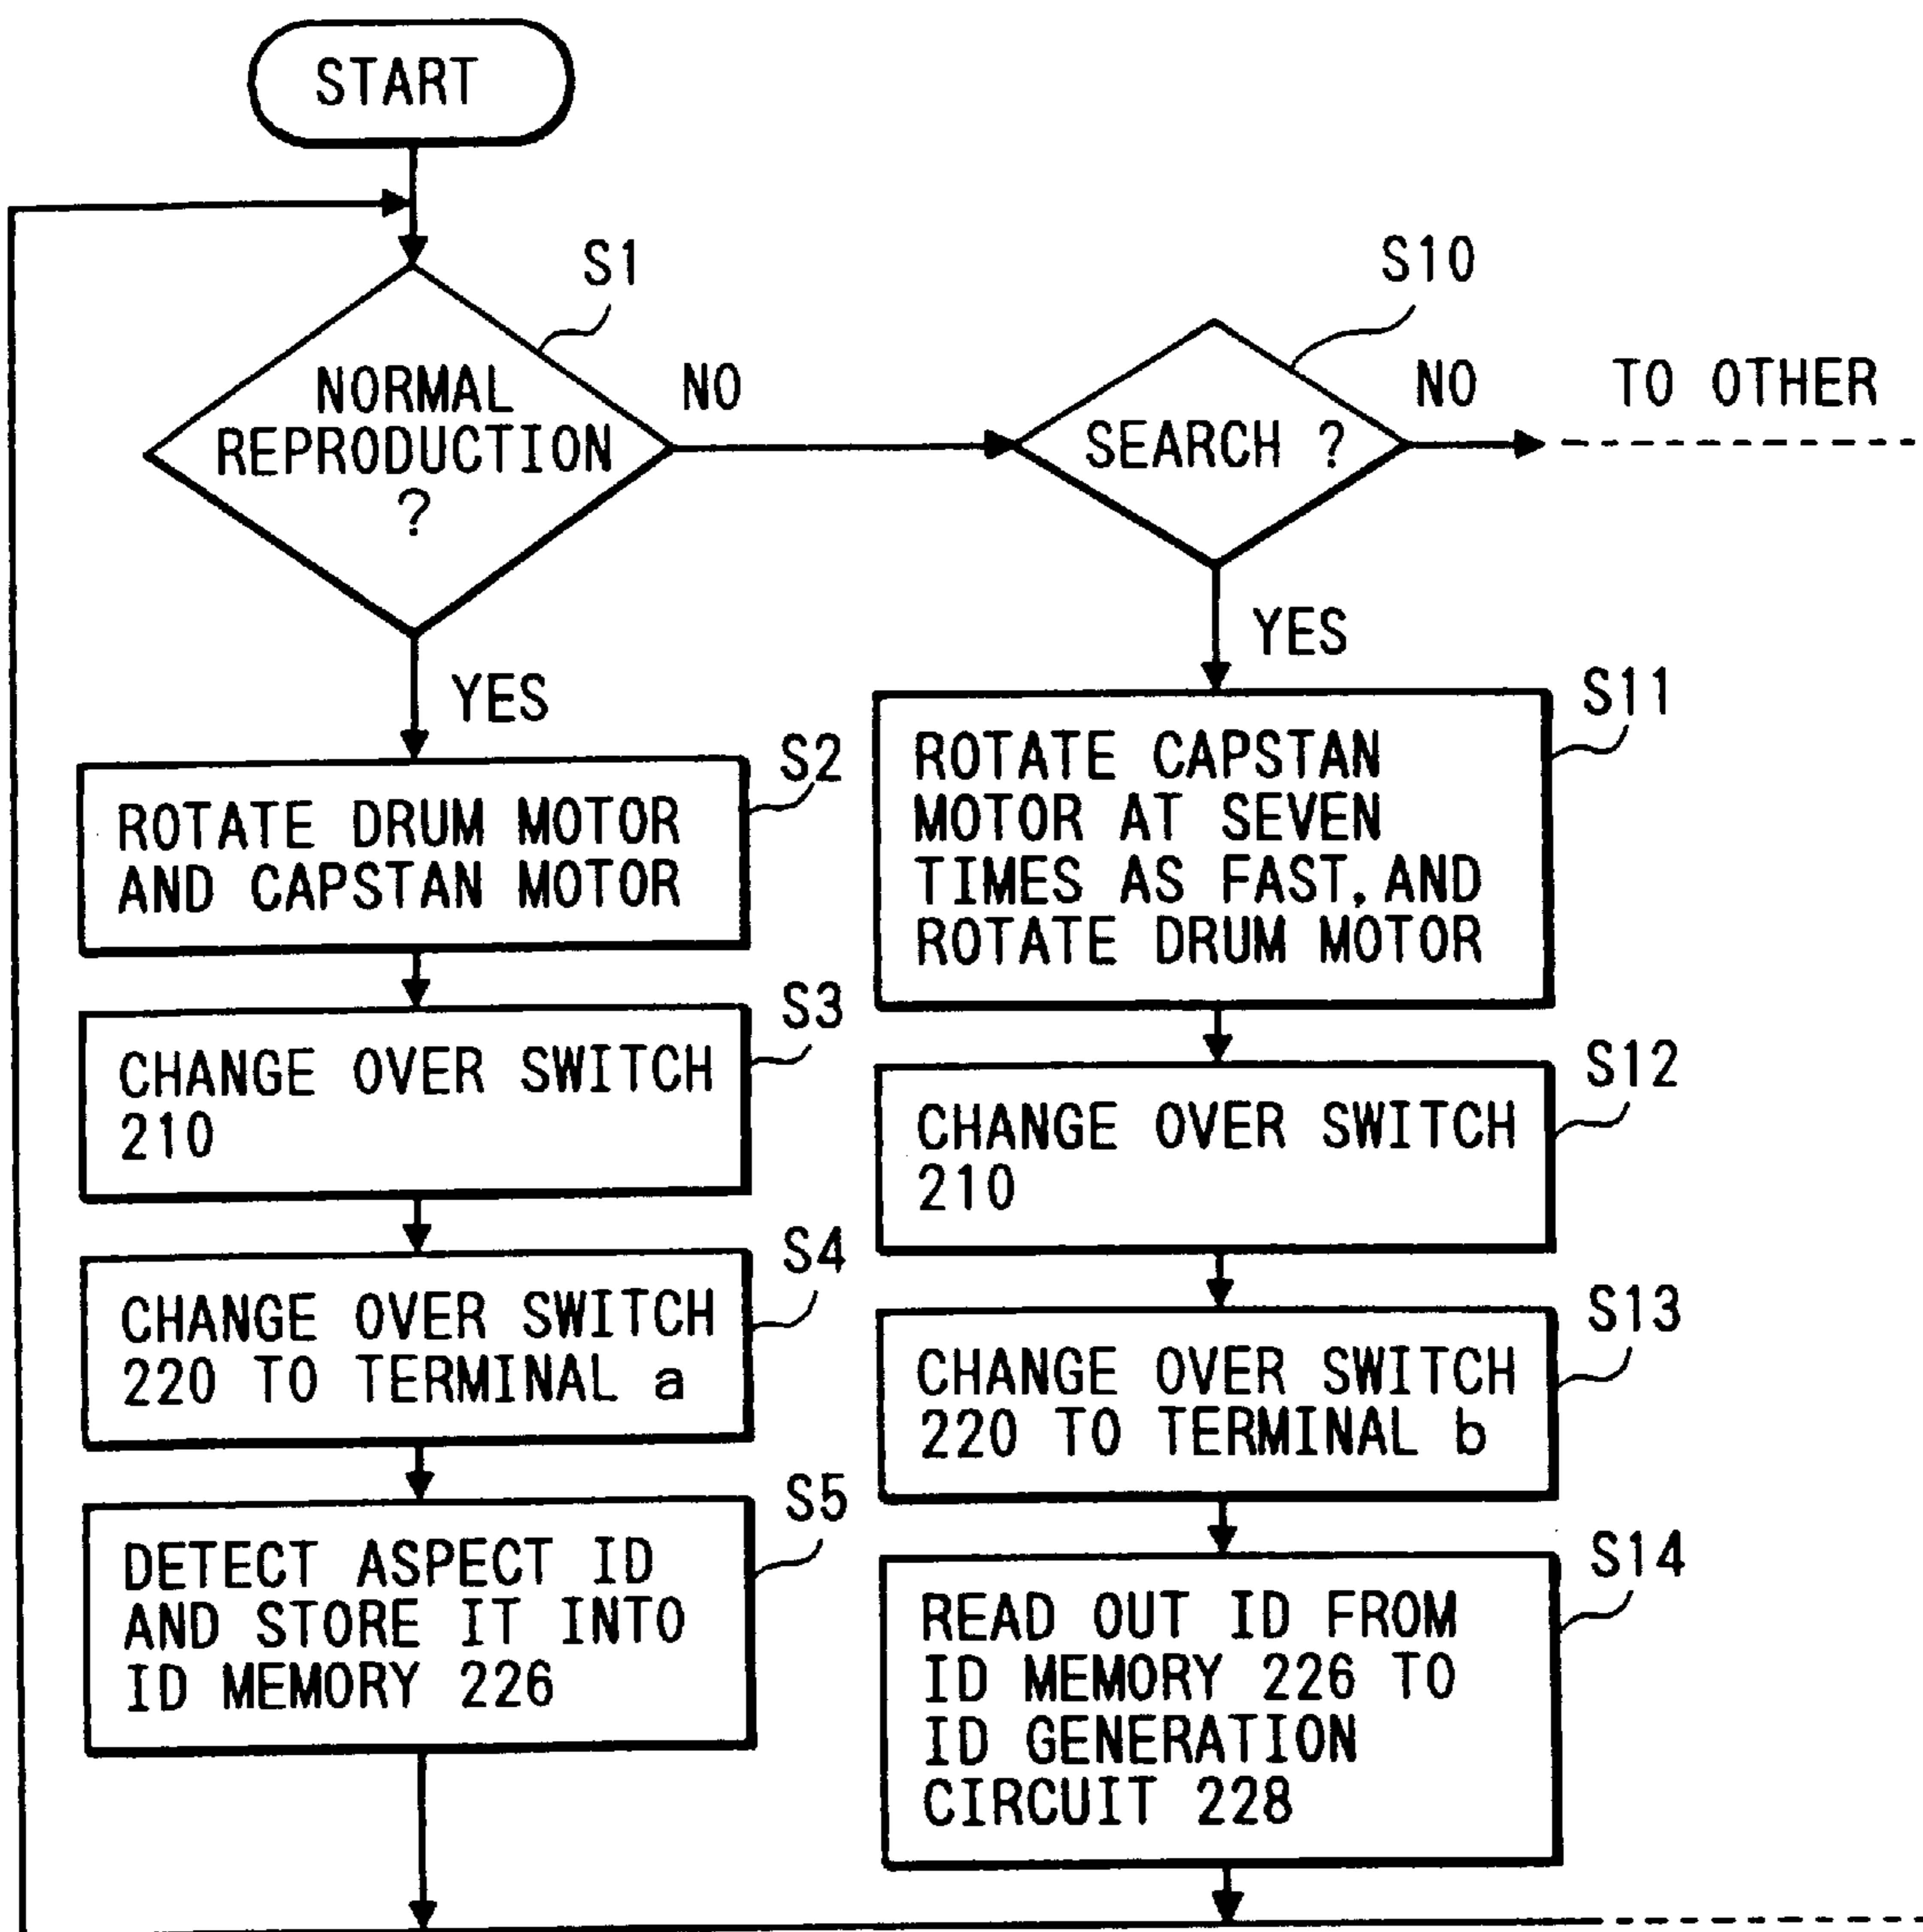 START
S1
NORMAL
REPRODUCTION
?
NO
YES
S10
SEARCH ?
NO
TO OTHER
YES
S2
ROTATE DRUM MOTOR
AND CAPSTAN MOTOR
S3
CHANGE OVER SWITCH
210
S4
CHANGE OVER SWITCH
220 TO TERMINAL a
S5
DETECT ASPECT ID
AND STORE IT INTO
ID MEMORY 226
S11
ROTATE CAPSTAN
MOTOR AT SEVEN
TIMES AS FAST, AND
ROTATE DRUM MOTOR
S12
CHANGE OVER SWITCH
210
S13
CHANGE OVER SWITCH
220 TO TERMINAL b
S14
READ OUT ID FROM
ID MEMORY 226 TO
ID GENERATION
CIRCUIT 228